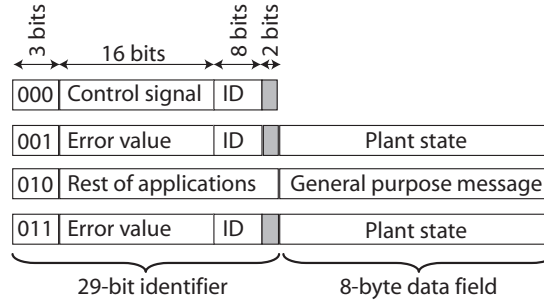 3 bits
16 bits
8 bits
2 bits
000 Control signal ID
001 Error value ID Plant state
010 Rest of applications General purpose message
011 Error value ID Plant state
29-bit identifier 8-byte data field